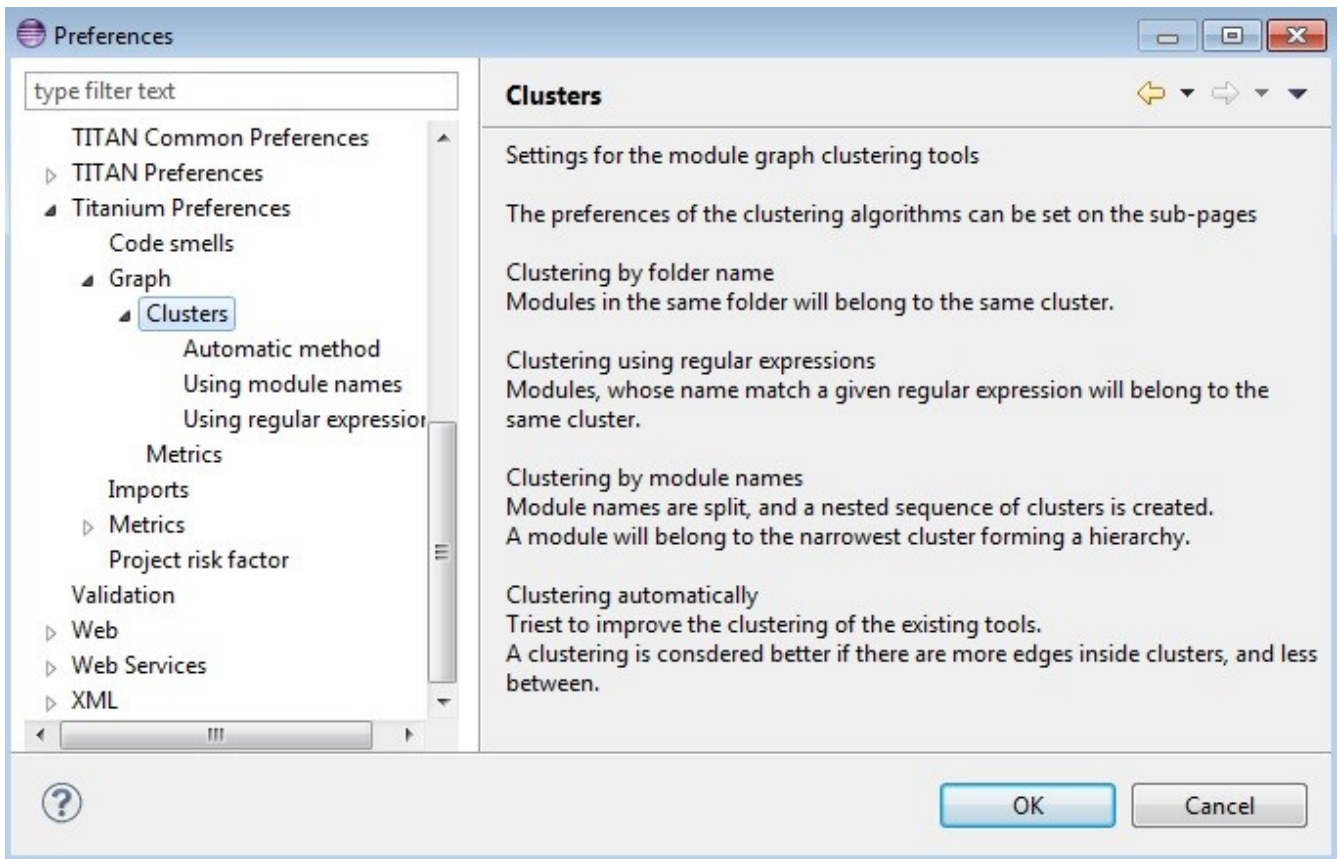 Preferences
type filter text
TITAN Common Preferences
TITAN Preferences
Titanium Preferences
Code smells
Graph
Clusters
Automatic method
Using module names
Using regular expression
Metrics
Imports
Metrics
Project risk factor
Validation
Web
Web Services
XML
Clusters
Settings for the module graph clustering tools
The preferences of the clustering algorithms can be set on the sub-pages
Clustering by folder name
Modules in the same folder will belong to the same cluster.
Clustering using regular expressions
Modules, whose name match a given regular expression will belong to the
same cluster.
Clustering by module names
Module names are split, and a nested sequence of clusters is created.
A module will belong to the narrowest cluster forming a hierarchy.
Clustering automatically
Triest to improve the clustering of the existing tools.
A clustering is consdered better if there are more edges inside clusters, and less
between.
?
OK
Cancel